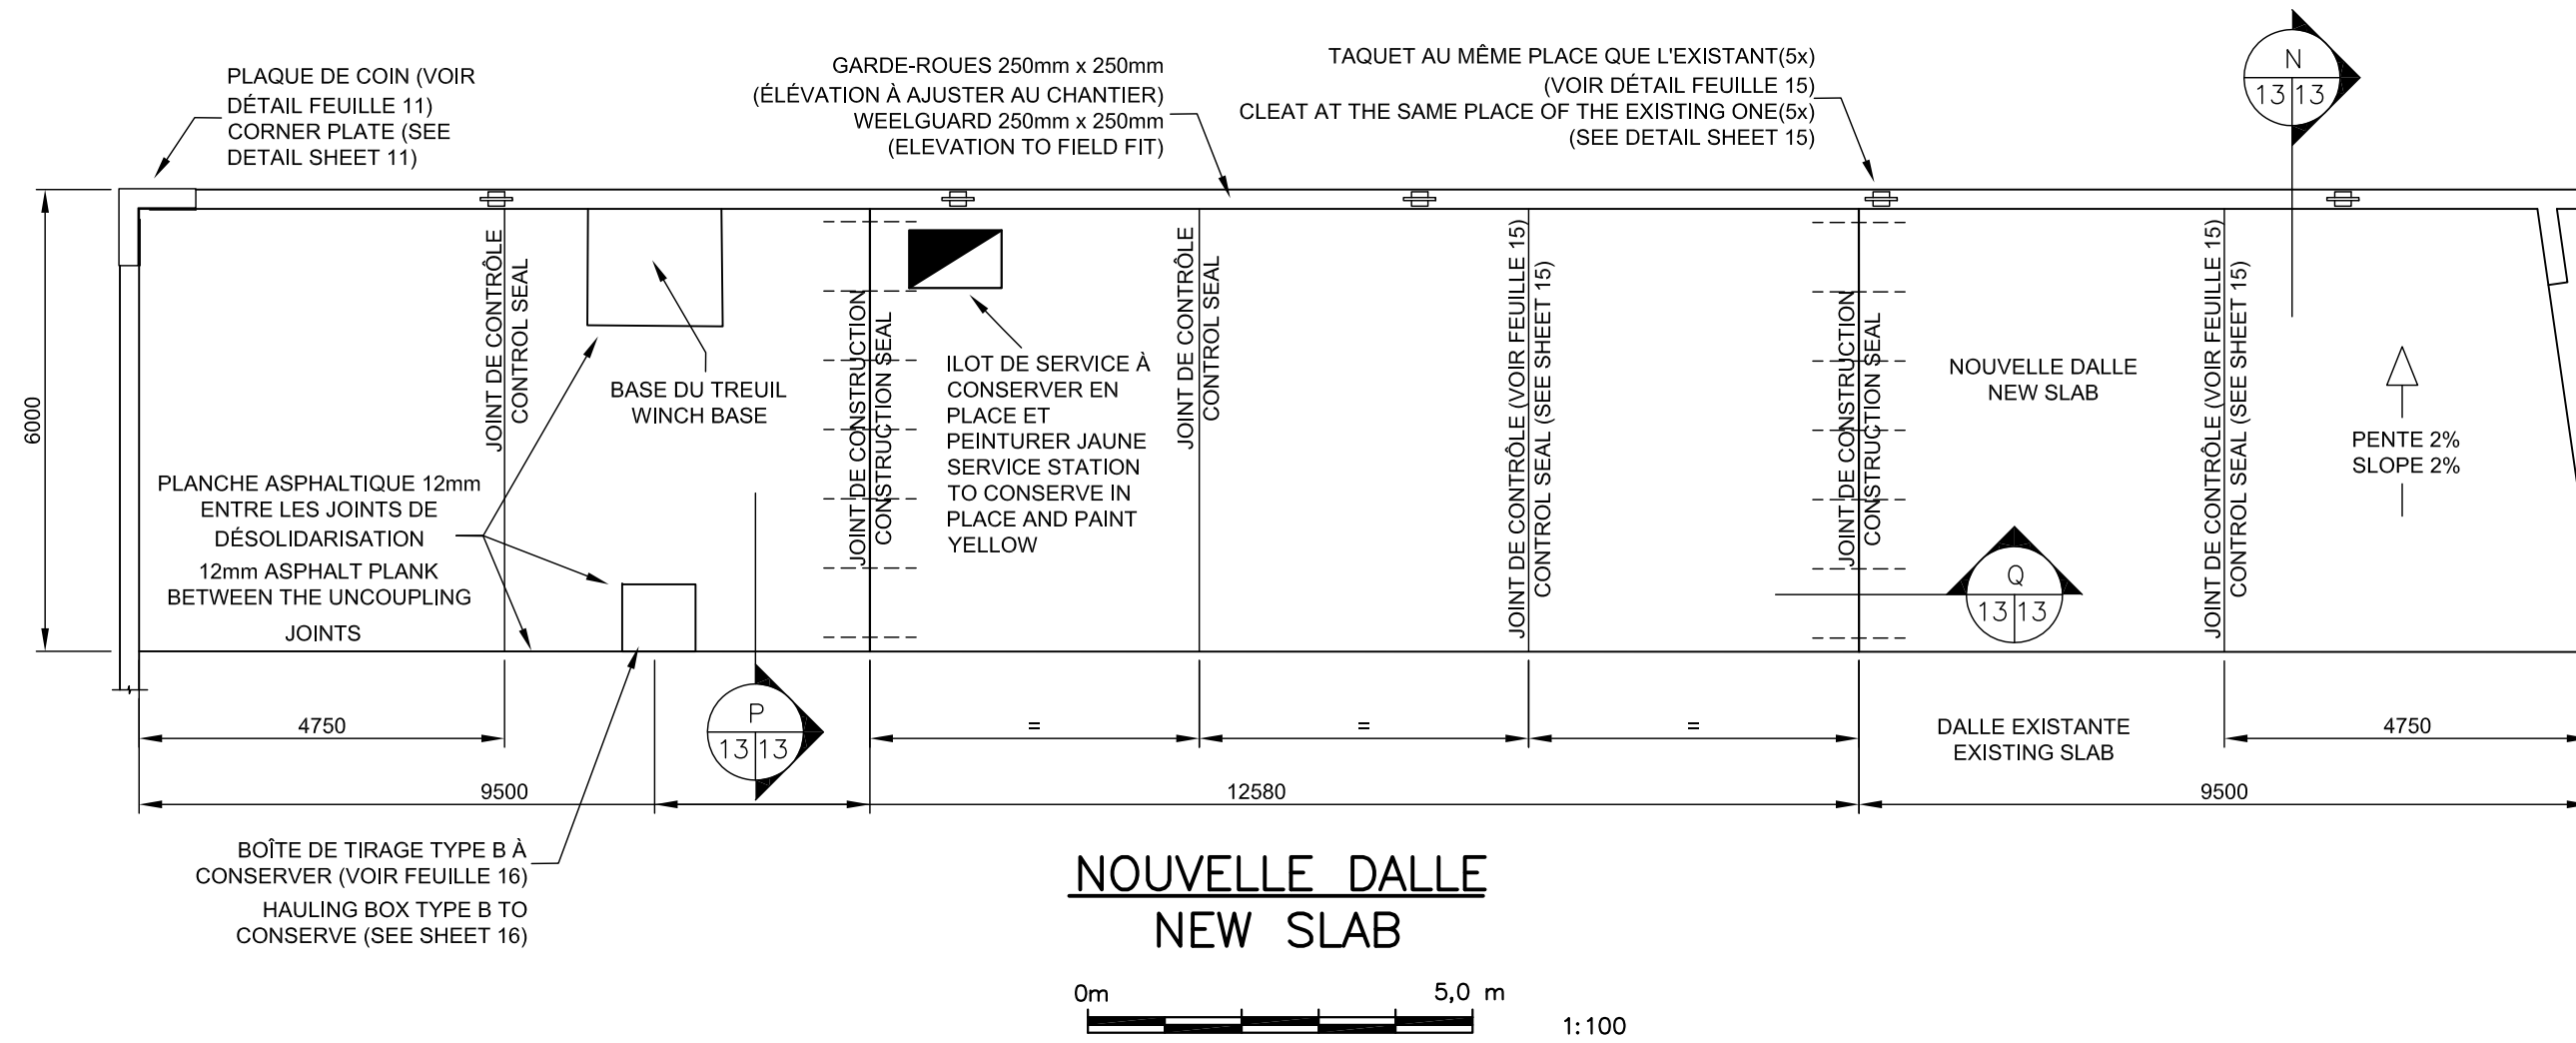 PLAQUE DE COIN (VOIR
DÉTAIL FEUILLE 11)
CORNER PLATE (SEE
DETAIL SHEET 11)
GARDE-ROUES 250mm x 250mm
(ÉLÉVATION À AJUSTER AU CHANTIER)
WEELGUARD 250mm x 250mm
(ELEVATION TO FIELD FIT)
TAQUET AU MÊME PLACE QUE L'EXISTANT(5x)
(VOIR DÉTAIL FEUILLE 15)
CLEAT AT THE SAME PLACE OF THE EXISTING ONE(5x)
(SEE DETAIL SHEET 15)
N
13 13
6000
JOINT DE CONTRÔLE
CONTROL SEAL
BASE DU TREUIL
WINCH BASE
PLANCHE ASPHALTIQUE 12mm
ENTRE LES JOINTS DE
DÉSOLIDARISATION
12mm ASPHALT PLANK
BETWEEN THE UNCOUPLING
JOINTS
JOINT DE CONSTRUCTION
CONSTRUCTION SEAL
ILOT DE SERVICE À
CONSERVER EN
PLACE ET
PEINTURER JAUNE
SERVICE STATION
TO CONSERVE IN
PLACE AND PAINT
YELLOW
JOINT DE CONTRÔLE
CONTROL SEAL
JOINT DE CONTRÔLE (VOIR FEUILLE 15)
CONTROL SEAL (SEE SHEET 15)
JOINT DE CONSTRUCTION
CONSTRUCTION SEAL
NOUVELLE DALLE
NEW SLAB
Q
13 13
JOINT DE CONTRÔLE (VOIR FEUILLE 15)
CONTROL SEAL (SEE SHEET 15)
PENTE 2%
SLOPE 2%
4750
P
13 13
=
=
=
DALLE EXISTANTE
EXISTING SLAB
4750
9500
12580
9500
BOÎTE DE TIRAGE TYPE B À
CONSERVER (VOIR FEUILLE 16)
HAULING BOX TYPE B TO
CONSERVE (SEE SHEET 16)
NOUVELLE DALLE
NEW SLAB
0m
5,0 m
1:100